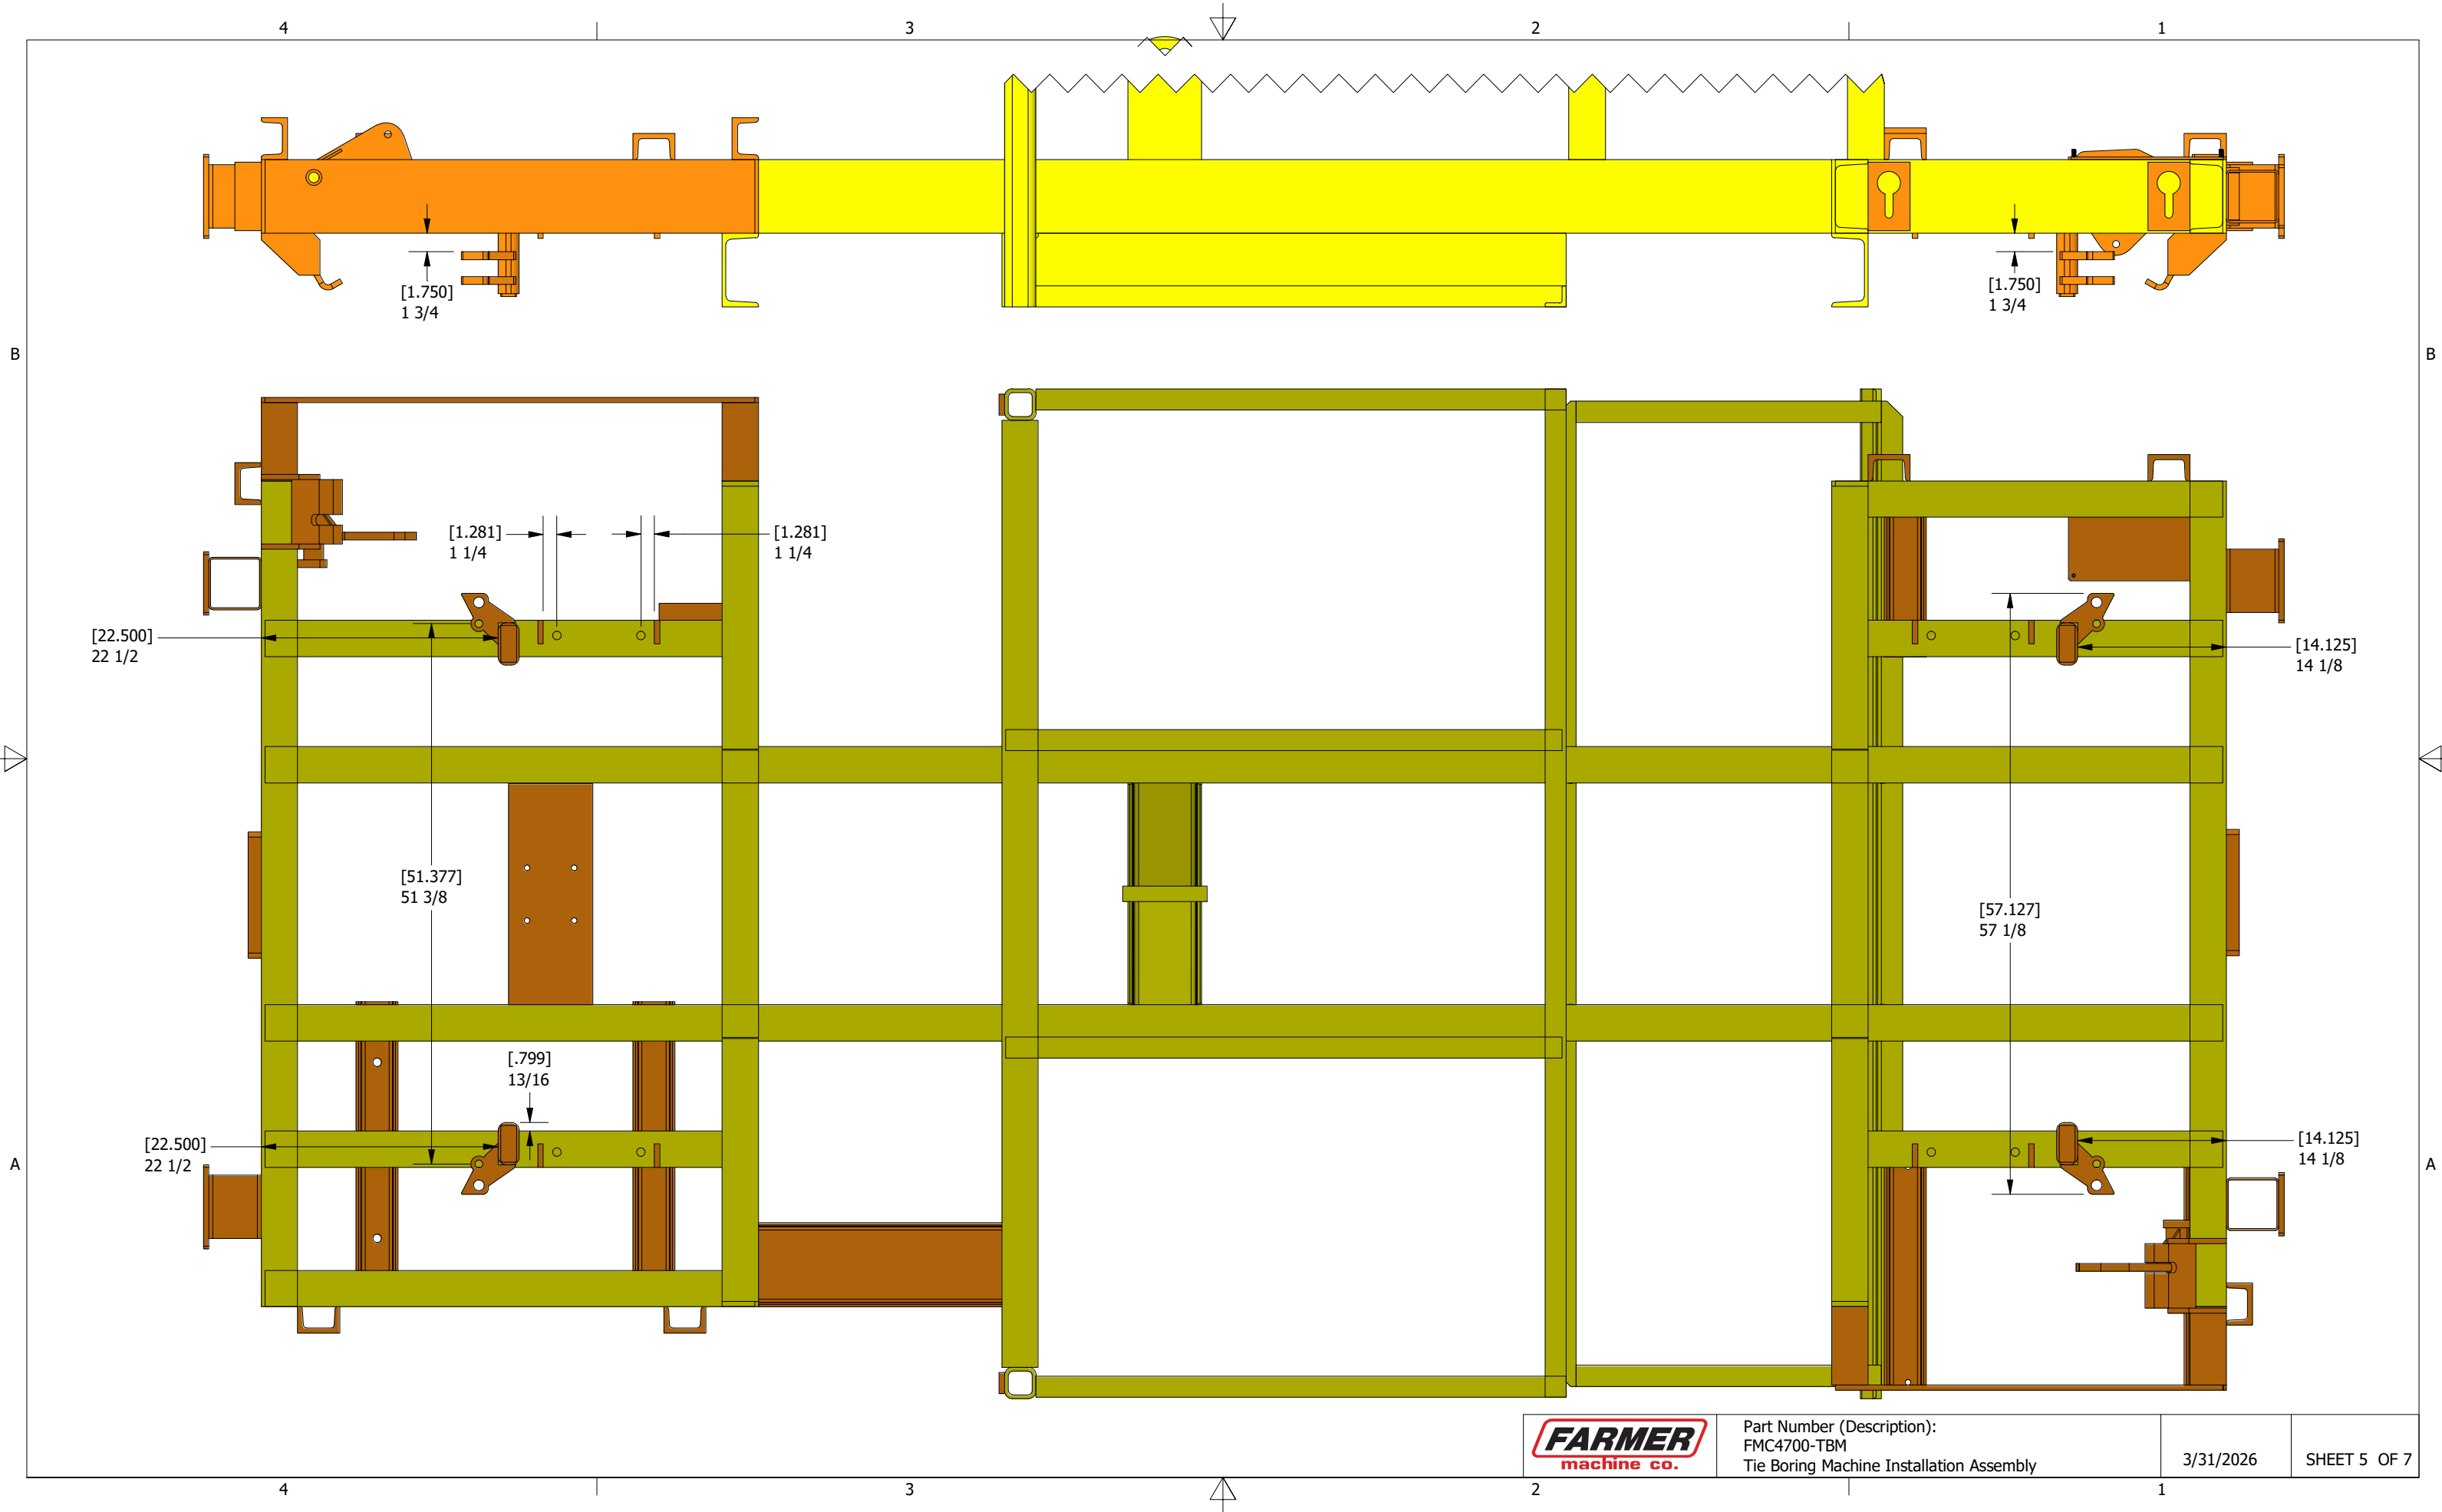 4 3 2 1
[1.750]
1 3/4
[1.750]
1 3/4
B B
[1.281]
1 1/4
[1.281]
1 1/4
[22.500]
22 1/2
[14.125]
14 1/8
[51.377]
51 3/8
[57.127]
57 1/8
[.799]
13/16
[22.500]
22 1/2
[14.125]
14 1/8
A A
FARMER
machine co.
Part Number (Description):
FMC4700-TBM
Tie Boring Machine Installation Assembly
3/31/2026
SHEET 5 OF 7
4 3 2 1